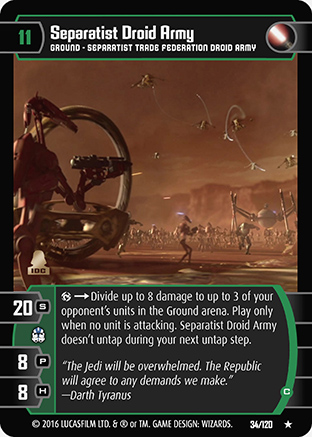 11
Separatist Droid Army
GROUND - SEPARATIST TRADE FEDERATION DROID ARMY
IDC
20 S
8 P
8 H
→Divide up to 8 damage to up to 3 of your
opponent's units in the Ground arena. Play only
when no unit is attacking. Separatist Droid Army
doesn't untap during your next untap step.
"The Jedi will be overwhelmed. The Republic
will agree to any demands we make."
—Darth Tyranus
C
© 2016 LUCASFILM LTD. & ® OR TM. GAME DESIGN: WIZARDS.
34/120